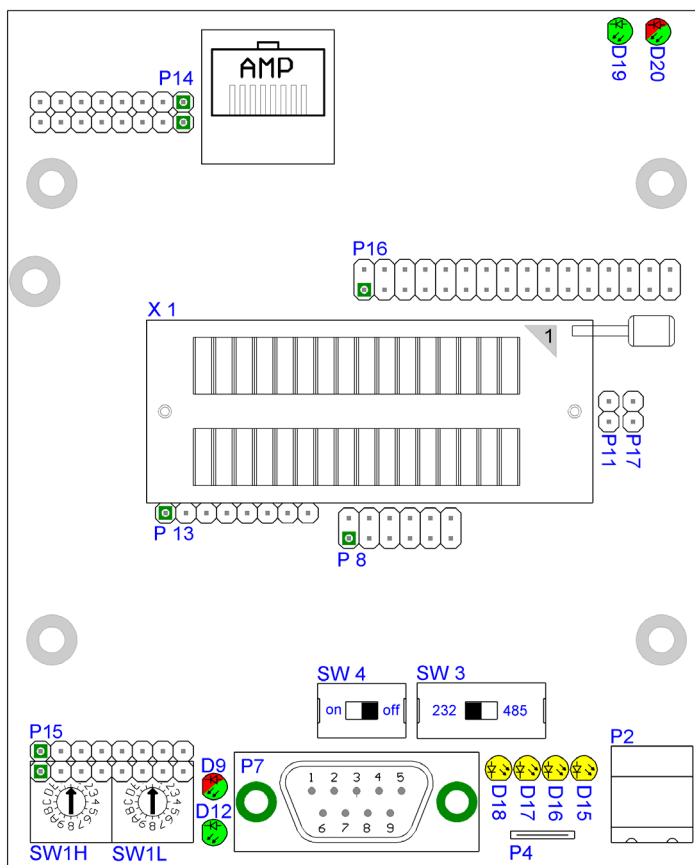 AMP
P14
D19
D20
P16
X 1
1
P11
P17
P 13
P 8
SW 4
SW 3
on
off
232
485
P15
D9
P7
P2
1 2 3 4 5
6 7 8 9
D12
D18
D17
D16
D15
SW1H
SW1L
P4